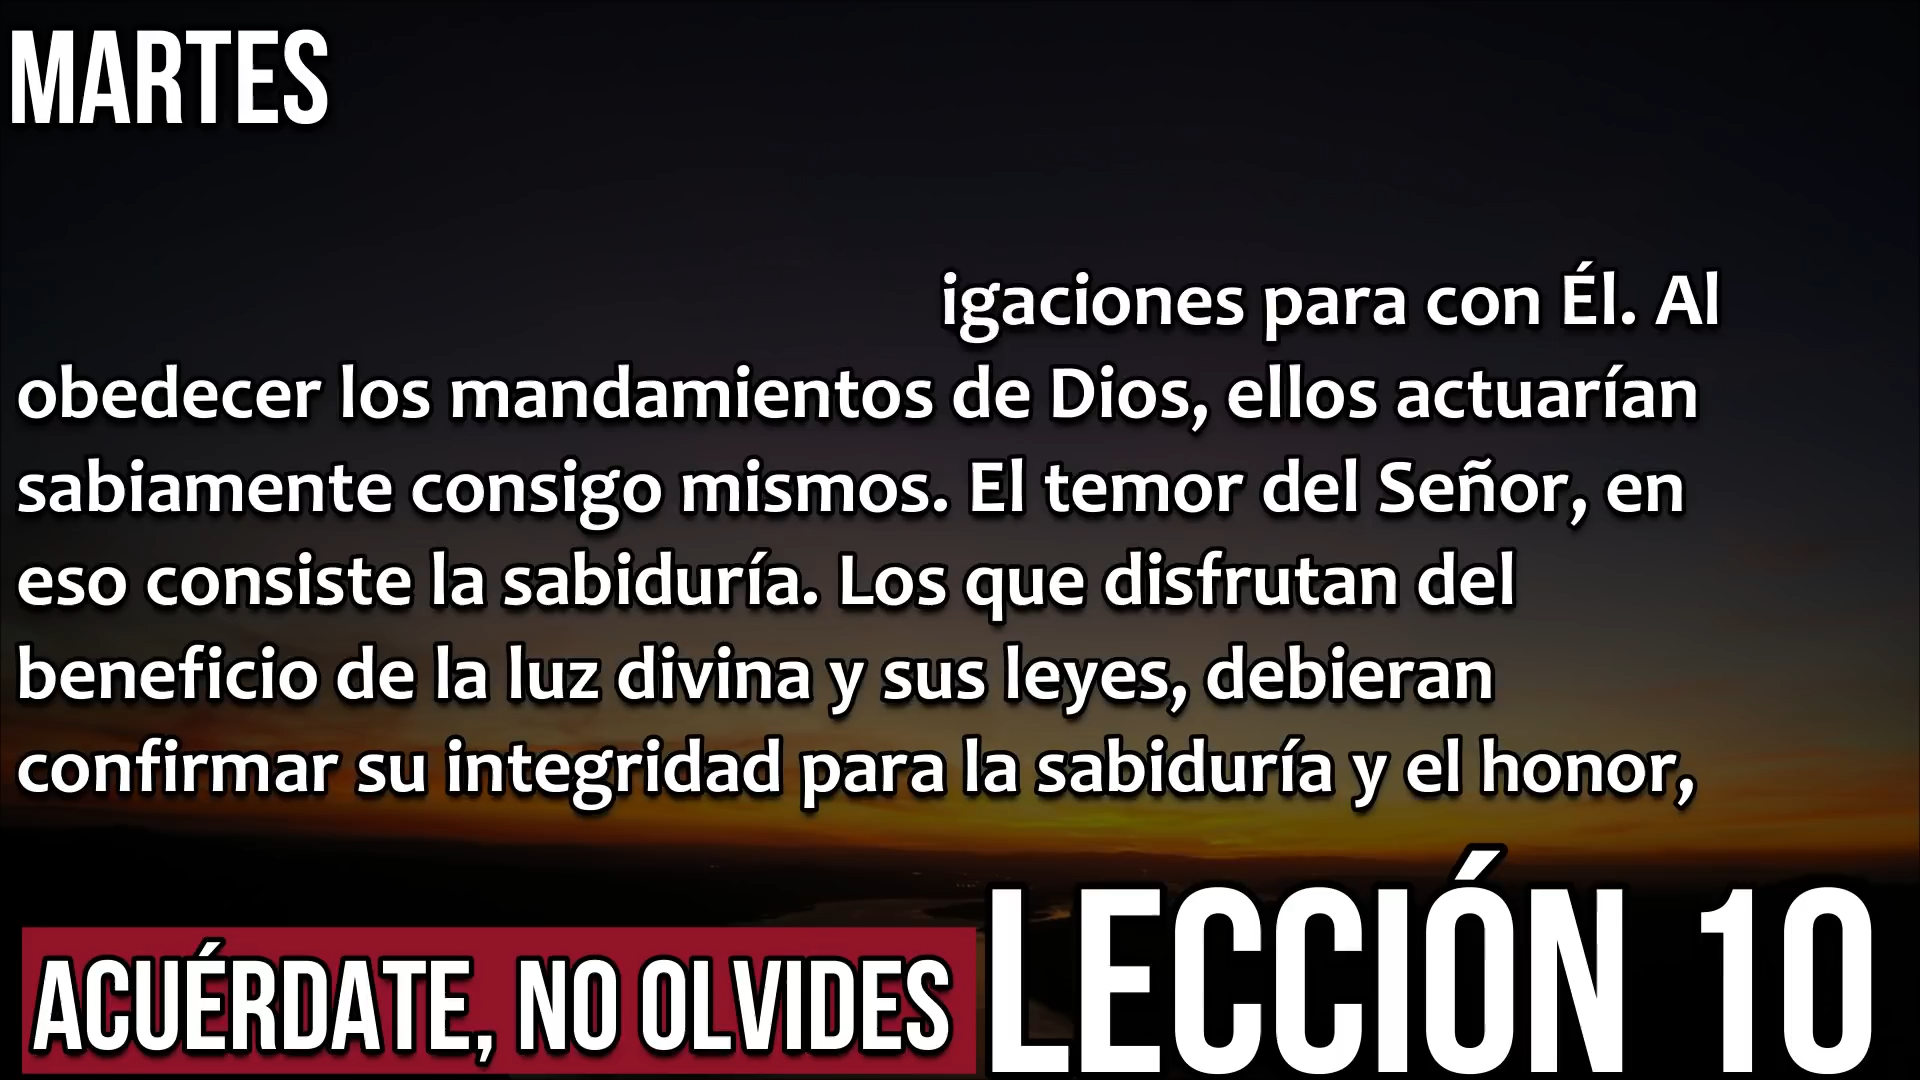 MARTES
igaciones para con Él. Al
obedecer los mandamientos de Dios, ellos actuarían
sabiamente consigo mismos. El temor del Señor, en
eso consiste la sabiduría. Los que disfrutan del
beneficio de la luz divina y sus leyes, debieran
confirmar su integridad para la sabiduría y el honor,
ACUÉRDATE, NO OLVIDES
LECCIÓN 10